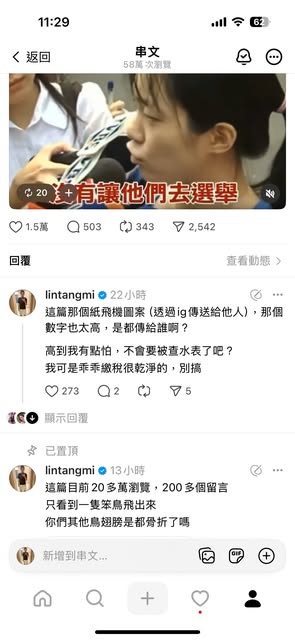 11:29
62
返回
串文
58萬 次瀏覽
20
沒有讓他們去選舉
1.5萬
503
343
2,542
回覆
查看動態
lintangmi 22小時
這篇那個紙飛機圖案（透過ig傳送給他人），那個
數字也太高，是都傳給誰啊？
高到我有點怕，不會要被查水表了吧？
我可是乖乖繳稅很乾淨的，別搞
273
2
5
顯示回覆
已置頂
lintangmi 13小時
這篇目前20多萬瀏覽，200多個留言
只看到一隻笨鳥飛出來
你們其他鳥翅膀是都骨折了嗎
新增到串文...
GIF